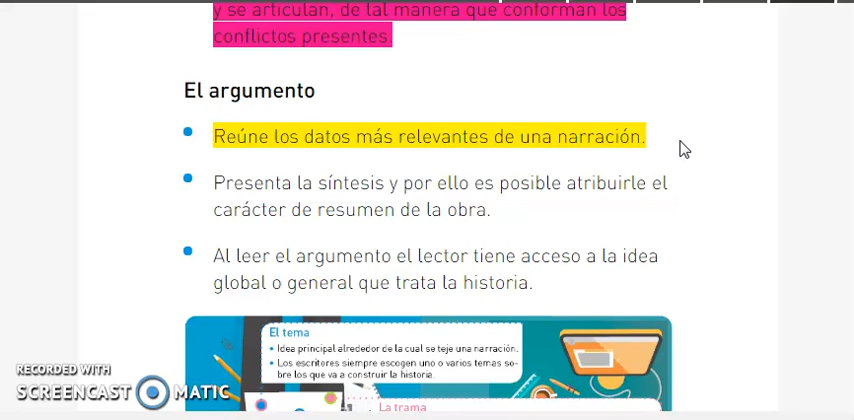 y se articulan, de tal manera que conforman los
conflictos presentes.
El argumento
Reúne los datos más relevantes de una narración.
Presenta la síntesis y por ello es posible atribuirle el
carácter de resumen de la obra.
Al leer el argumento el lector tiene acceso a la idea
global o general que trata la historia.
El tema
• Idea principal alrededor de la cual se teje una narración.
• Los escritores siempre escogen uno o varios temas so-
bre los que va a construir la historia.
La trama
RECORDED WITH
SCREENCAST MATIC